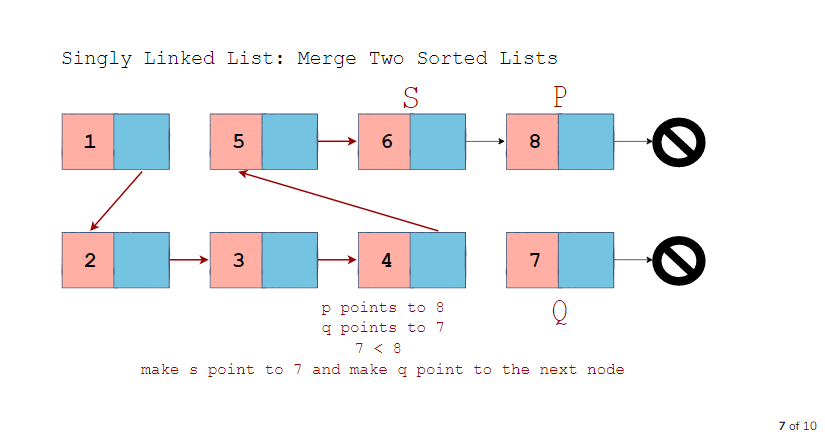 Singly Linked List: Merge Two Sorted Lists
S P
1 5 6 8
2 3 4 7
p points to 8
Q
q points to 7
7 < 8
make s point to 7 and make q point to the next node
7 of 10